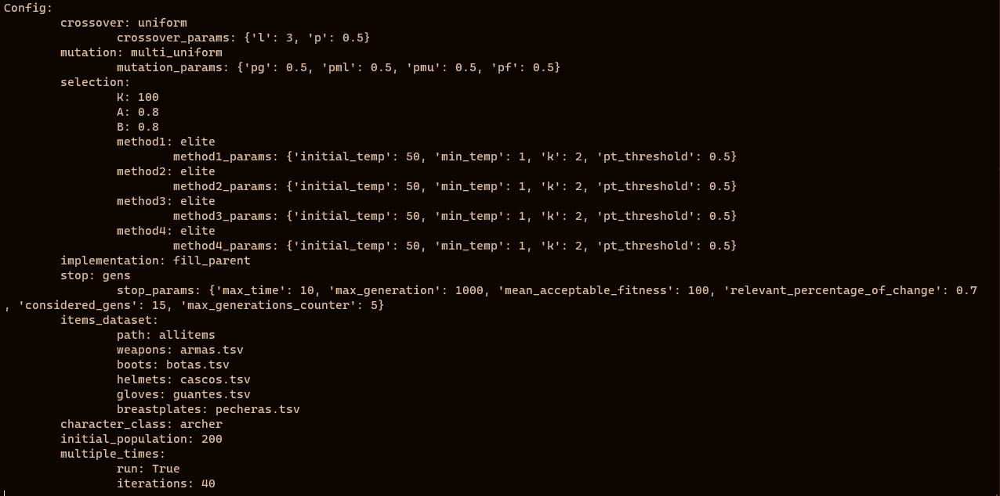 Config:
        crossover: uniform
                crossover_params: {'l': 3, 'p': 0.5}
        mutation: multi_uniform
                mutation_params: {'pg': 0.5, 'pml': 0.5, 'pmu': 0.5, 'pf': 0.5}
        selection:
                K: 100
                A: 0.8
                B: 0.8
                method1: elite
                        method1_params: {'initial_temp': 50, 'min_temp': 1, 'k': 2, 'pt_threshold': 0.5}
                method2: elite
                        method2_params: {'initial_temp': 50, 'min_temp': 1, 'k': 2, 'pt_threshold': 0.5}
                method3: elite
                        method3_params: {'initial_temp': 50, 'min_temp': 1, 'k': 2, 'pt_threshold': 0.5}
                method4: elite
                        method4_params: {'initial_temp': 50, 'min_temp': 1, 'k': 2, 'pt_threshold': 0.5}
        implementation: fill_parent
        stop: gens
                stop_params: {'max_time': 10, 'max_generation': 1000, 'mean_acceptable_fitness': 100, 'relevant_percentage_of_change': 0.7
, 'considered_gens': 15, 'max_generations_counter': 5}
        items_dataset:
                path: allitems
                weapons: armas.tsv
                boots: botas.tsv
                helmets: cascos.tsv
                gloves: guantes.tsv
                breastplates: pecheras.tsv
        character_class: archer
        initial_population: 200
        multiple_times:
                run: True
                iterations: 40